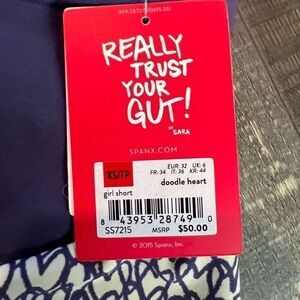 REALLY
TRUST
YOUR
GUT!
SARA
SPANX.COM
XS/TP
EUR: 32 UK: 6
FR: 34 IT: 36 KR: 44
girl short
doodle heart
8 43953 28749 0
SS7215
MSRP
$50.00
© 2015 Spanx, Inc.